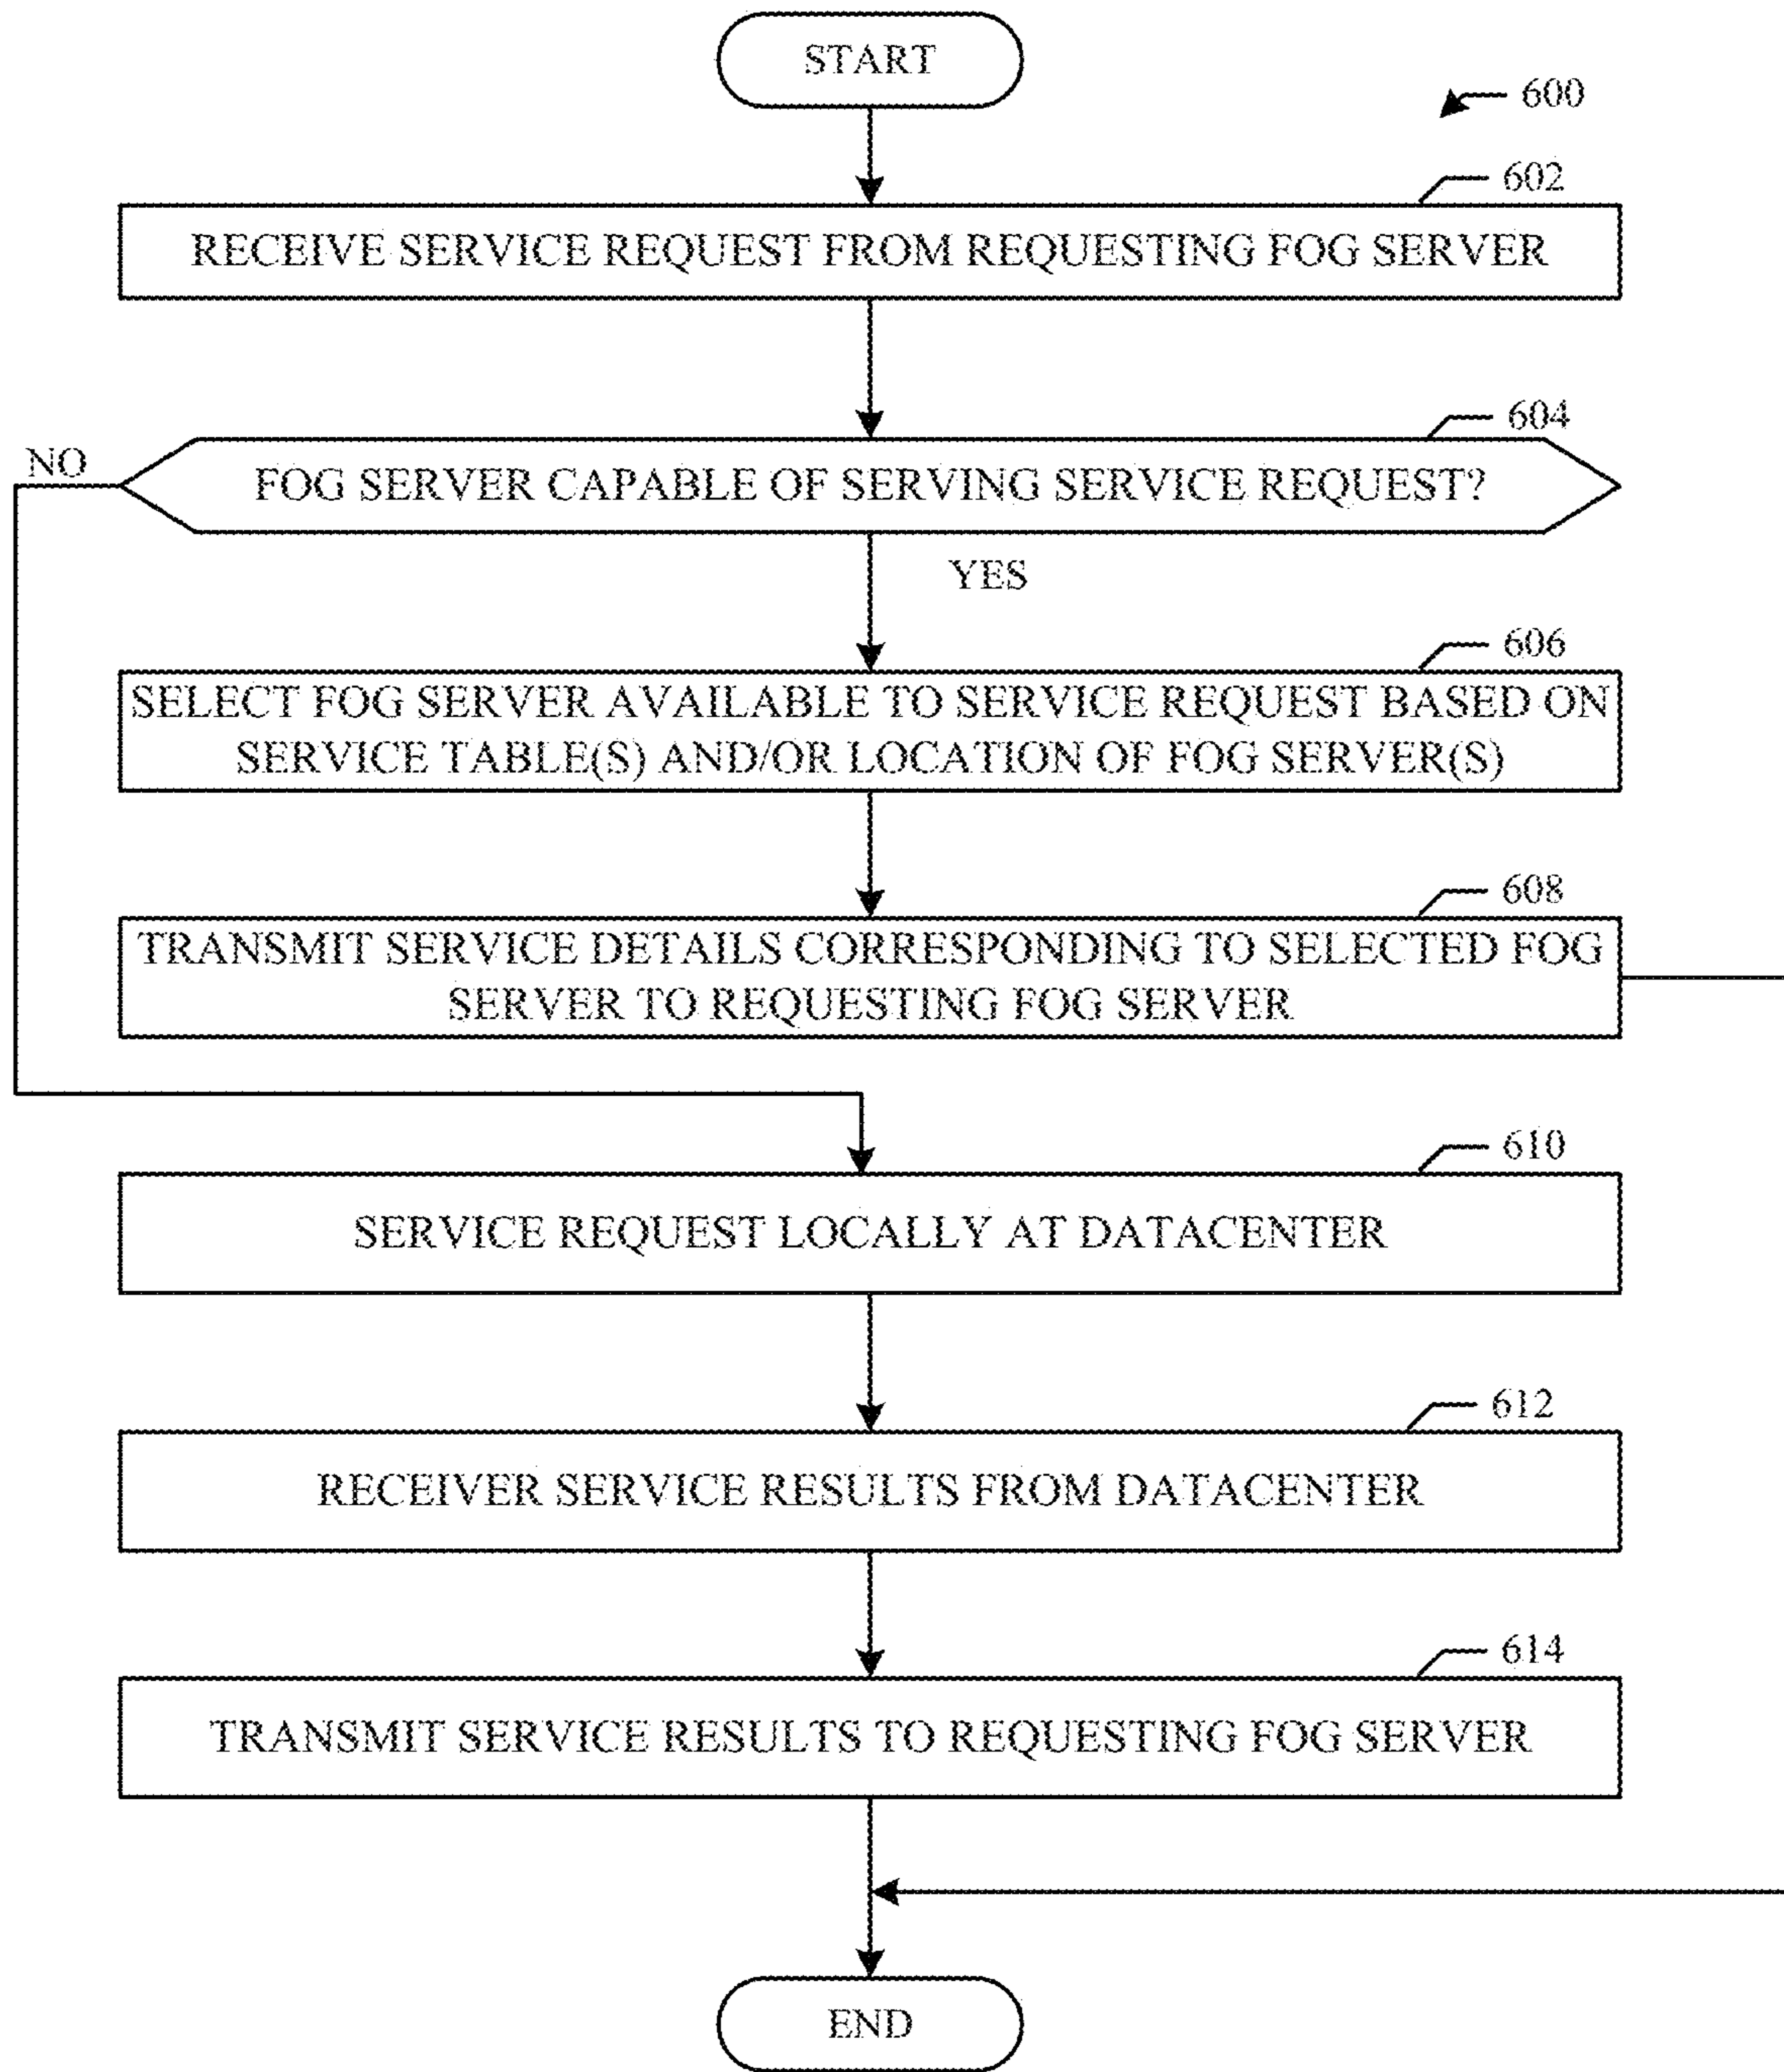 START
600
602
RECEIVE SERVICE REQUEST FROM REQUESTING FOG SERVER
604
NO
FOG SERVER CAPABLE OF SERVING SERVICE REQUEST?
YES
606
SELECT FOG SERVER AVAILABLE TO SERVICE REQUEST BASED ON
SERVICE TABLE(S) AND/OR LOCATION OF FOG SERVER(S)
608
TRANSMIT SERVICE DETAILS CORRESPONDING TO SELECTED FOG
SERVER TO REQUESTING FOG SERVER
610
SERVICE REQUEST LOCALLY AT DATACENTER
612
RECEIVER SERVICE RESULTS FROM DATACENTER
614
TRANSMIT SERVICE RESULTS TO REQUESTING FOG SERVER
END